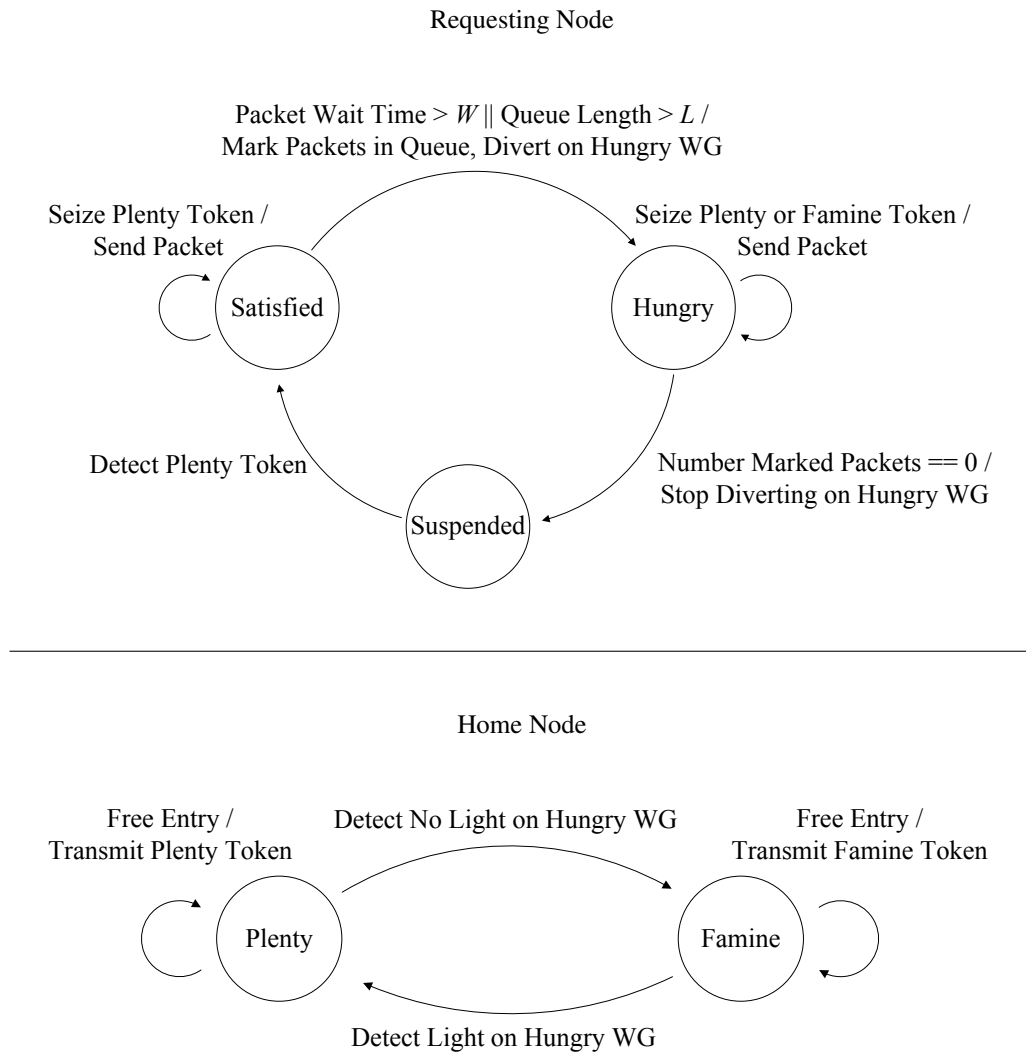 Requesting Node
Packet Wait Time > W || Queue Length > L /
Mark Packets in Queue, Divert on Hungry WG
Seize Plenty Token /
Send Packet
Seize Plenty or Famine Token /
Send Packet
Satisfied
Hungry
Detect Plenty Token
Number Marked Packets == 0 /
Stop Diverting on Hungry WG
Suspended
Home Node
Free Entry /
Transmit Plenty Token
Detect No Light on Hungry WG
Free Entry /
Transmit Famine Token
Plenty
Famine
Detect Light on Hungry WG